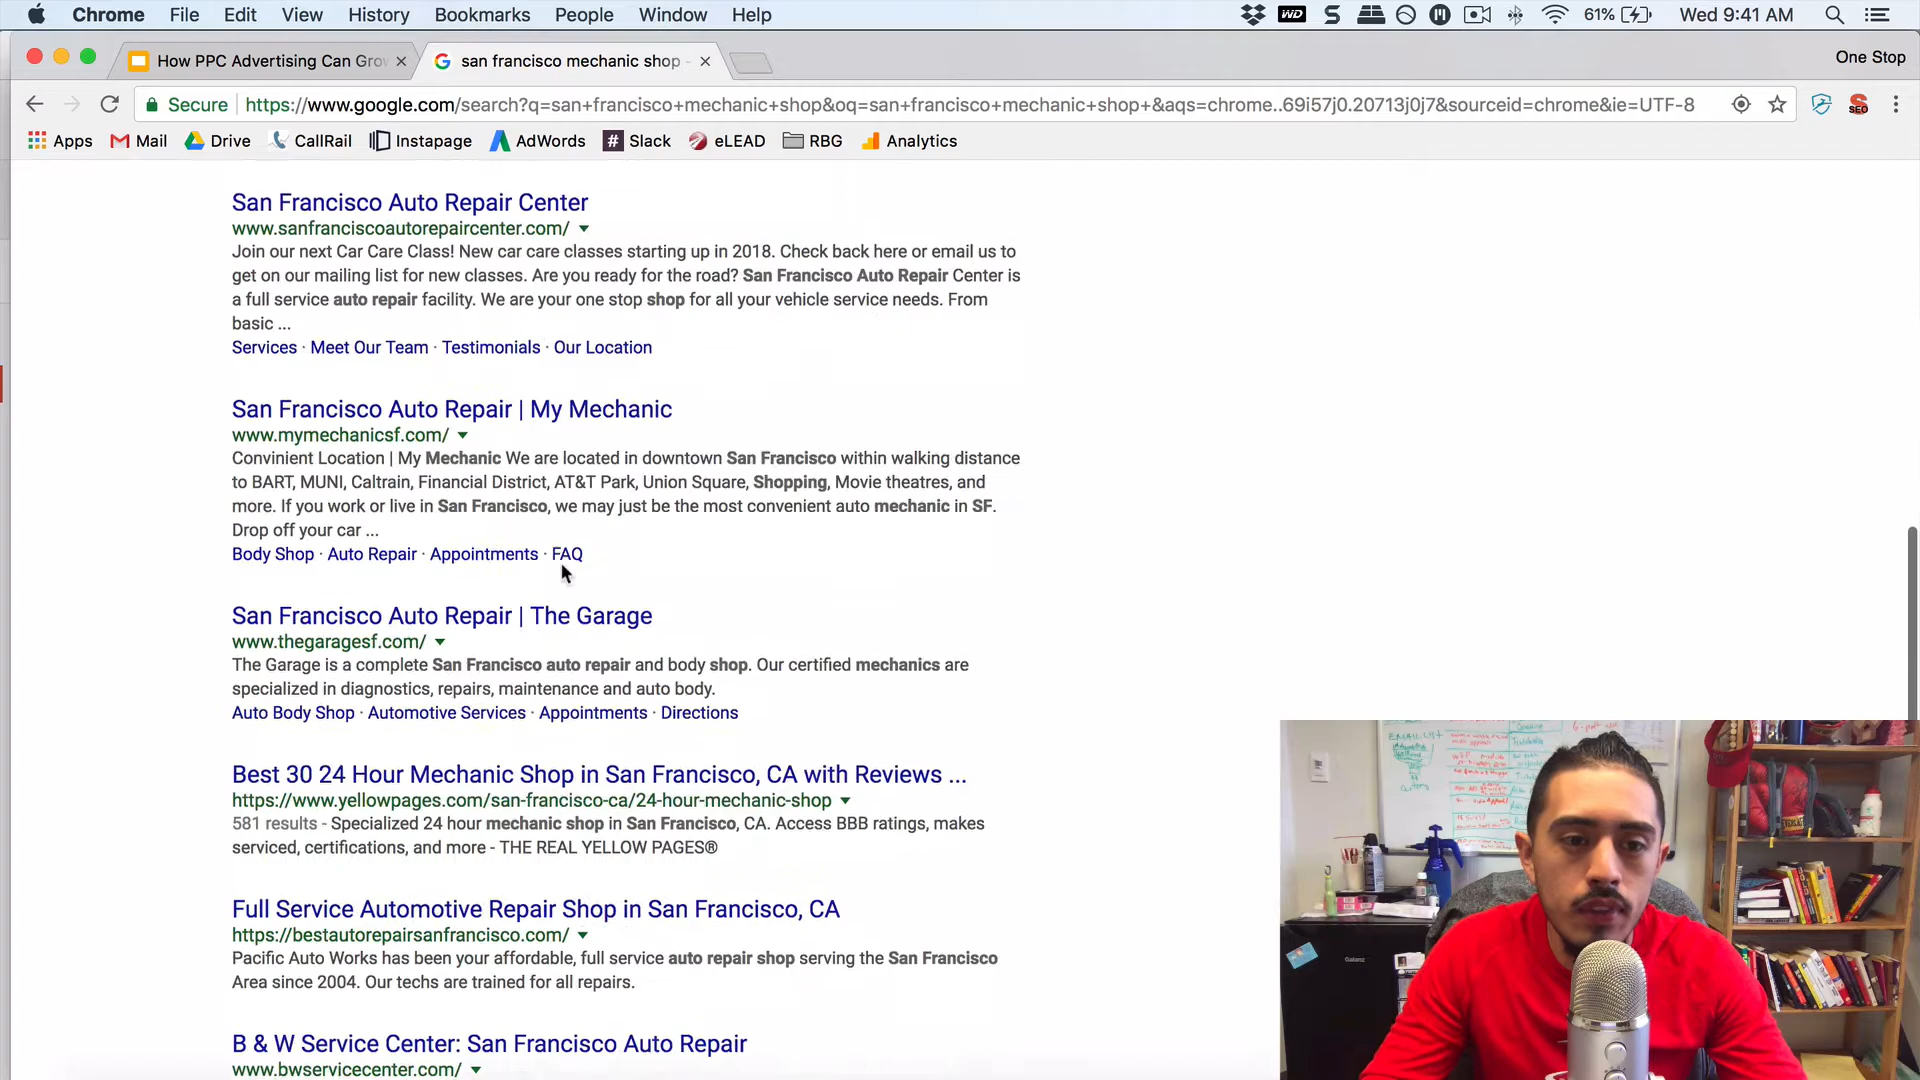 Chrome File Edit View History Bookmarks People Window Help
WD 61% Wed 9:41 AM
How PPC Advertising Can Gro
san francisco mechanic shop -
One Stop
Secure https://www.google.com/search?q=san+francisco+mechanic+shop&oq=san+francisco+mechanic+shop+&aqs=chrome..69i57j0.20713j0j7&sourceid=chrome&ie=UTF-8
SEO
Apps Mail Drive CallRail Instapage AdWords Slack eLEAD RBG Analytics
San Francisco Auto Repair Center
www.sanfranciscoautorepaircenter.com/
Join our next Car Care Class! New car care classes starting up in 2018. Check back here or email us to
get on our mailing list for new classes. Are you ready for the road? San Francisco Auto Repair Center is
a full service auto repair facility. We are your one stop shop for all your vehicle service needs. From
basic ...
Services · Meet Our Team · Testimonials · Our Location
San Francisco Auto Repair | My Mechanic
www.mymechanicsf.com/
Convinient Location | My Mechanic We are located in downtown San Francisco within walking distance
to BART, MUNI, Caltrain, Financial District, AT&T Park, Union Square, Shopping, Movie theatres, and
more. If you work or live in San Francisco, we may just be the most convenient auto mechanic in SF.
Drop off your car ...
Body Shop · Auto Repair · Appointments · FAQ
San Francisco Auto Repair | The Garage
www.thegaragesf.com/
The Garage is a complete San Francisco auto repair and body shop. Our certified mechanics are
specialized in diagnostics, repairs, maintenance and auto body.
Auto Body Shop · Automotive Services · Appointments · Directions
Best 30 24 Hour Mechanic Shop in San Francisco, CA with Reviews ...
https://www.yellowpages.com/san-francisco-ca/24-hour-mechanic-shop
581 results - Specialized 24 hour mechanic shop in San Francisco, CA. Access BBB ratings, makes
serviced, certifications, and more - THE REAL YELLOW PAGES®
Full Service Automotive Repair Shop in San Francisco, CA
https://bestautorepairsanfrancisco.com/
Pacific Auto Works has been your affordable, full service auto repair shop serving the San Francisco
Area since 2004. Our techs are trained for all repairs.
B & W Service Center: San Francisco Auto Repair
www.bwservicecenter.com/
EMAIL LIST
Galanz